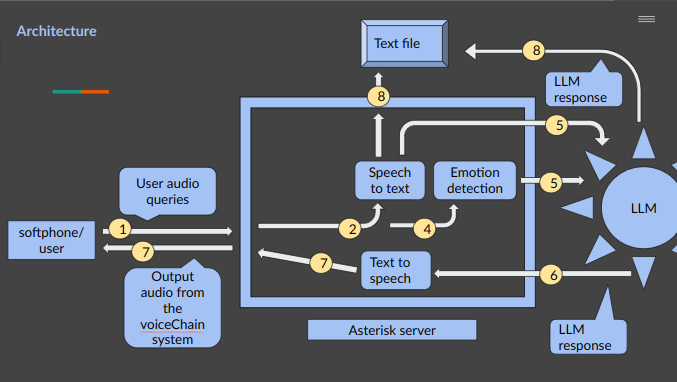 Architecture
Text file
8
8
LLM
response
5
User audio
queries
Speech
to text
Emotion
detection
5
LLM
softphone/
user
1
2
4
7
7
Text to
speech
6
Output
audio from
the
voiceChain
system
Asterisk server
LLM
response